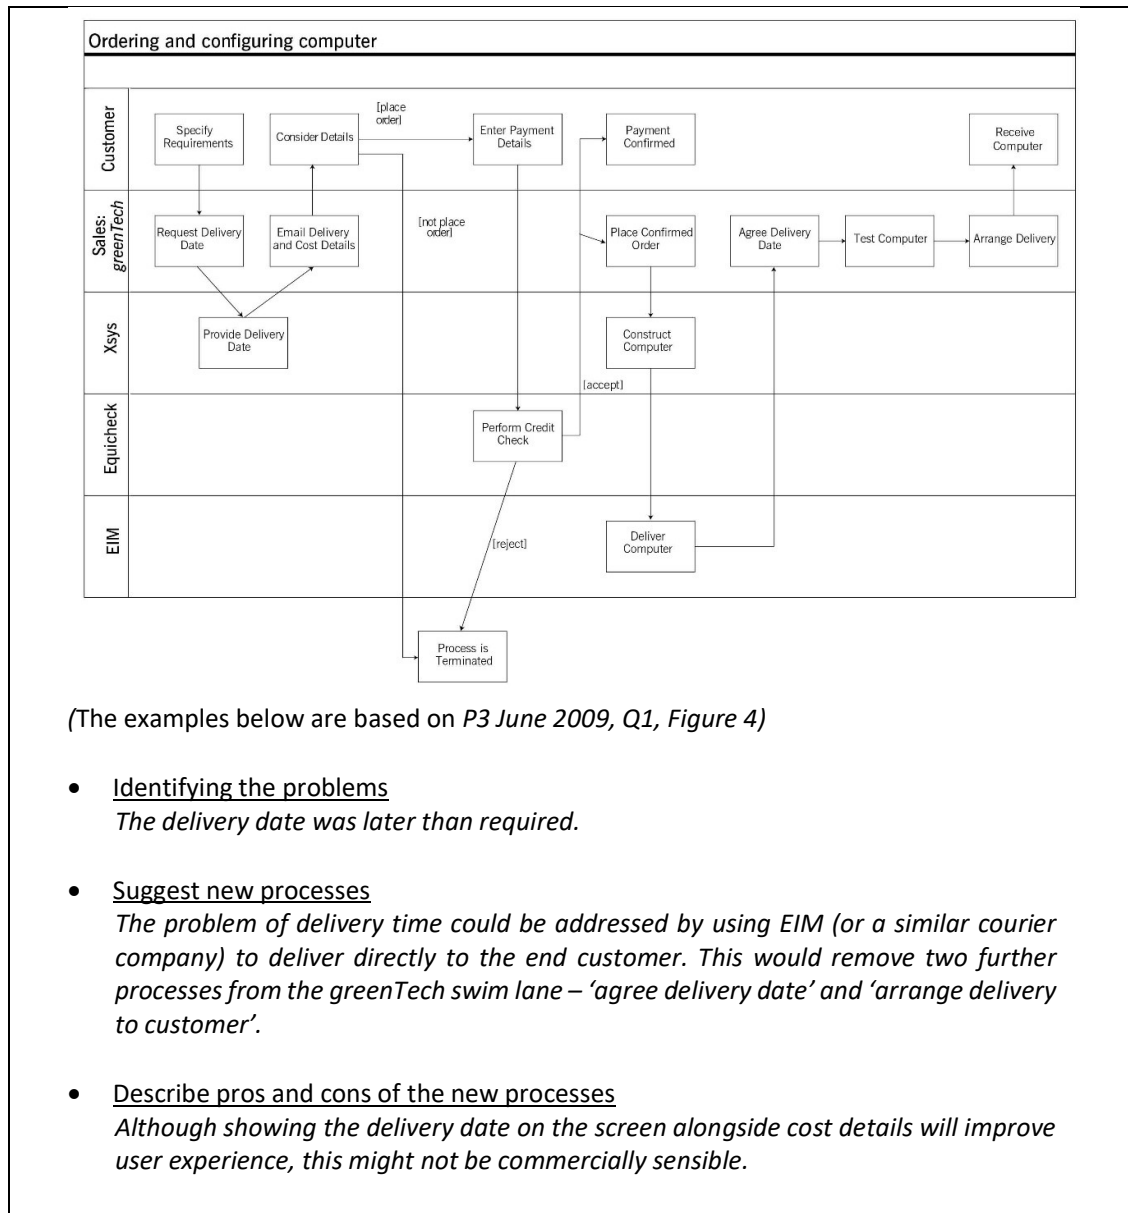 Ordering and configuring computer
Customer
Specify
Requirements
Consider Details
[place
order]
Enter Payment
Details
Payment
Confirmed
Receive
Computer
Sales:
greenTech
Request Delivery
Date
Email Delivery
and Cost Details
[not place
order]
Place Confirmed
Order
Agree Delivery
Date
Test Computer
Arrange Delivery
Xsys
Provide Delivery
Date
Construct
Computer
[accept]
Equicheck
Perform Credit
Check
EIM
[reject]
Deliver
Computer
Process is
Terminated
(The examples below are based on P3 June 2009, Q1, Figure 4)
• Identifying the problems
The delivery date was later than required.
• Suggest new processes
The problem of delivery time could be addressed by using EIM (or a similar courier
company) to deliver directly to the end customer. This would remove two further
processes from the greenTech swim lane – ‘agree delivery date’ and ‘arrange delivery
to customer’.
• Describe pros and cons of the new processes
Although showing the delivery date on the screen alongside cost details will improve
user experience, this might not be commercially sensible.